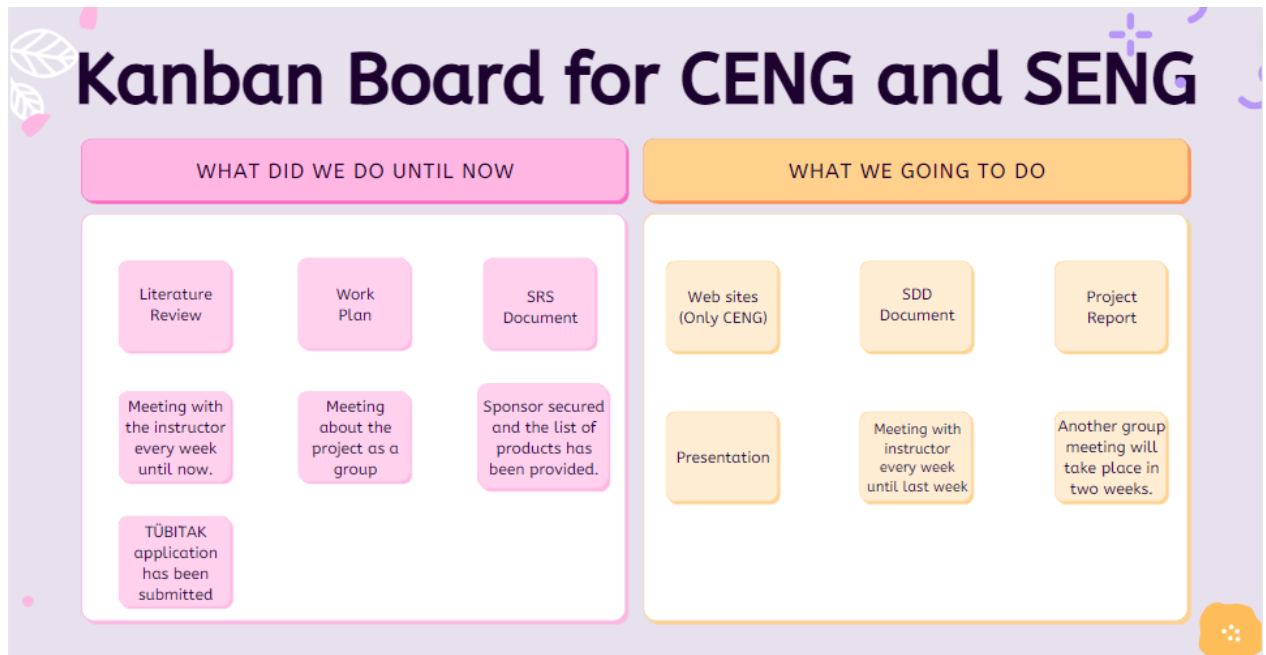 Kanban Board for CENG and SENG
WHAT DID WE DO UNTIL NOW
Literature
Review
Work
Plan
SRS
Document
Meeting with
the instructor
every week
until now.
Meeting
about the
project as a
group
Sponsor secured
and the list of
products has
been provided.
TÜBITAK
application
has been
submitted
WHAT WE GOING TO DO
Web sites
(Only CENG)
SDD
Document
Project
Report
Presentation
Meeting with
instructor
every week
until last week
Another group
meeting will
take place in
two weeks.